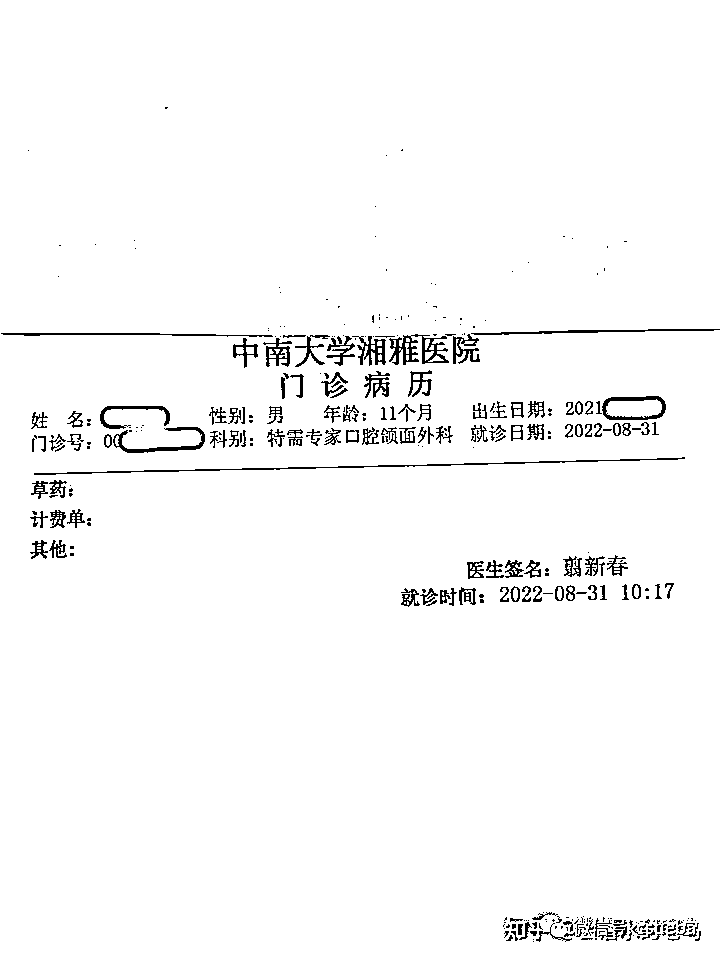 中南大学湘雅医院
门诊病历
姓 名: 性别: 男 年龄: 11个月 出生日期: 2021
门诊号: 00 科别: 特需专家口腔颌面外科 就诊日期: 2022-08-31
草药:
计费单:
其他:
医生签名: 翦新春
就诊时间: 2022-08-31 10:17
知乎